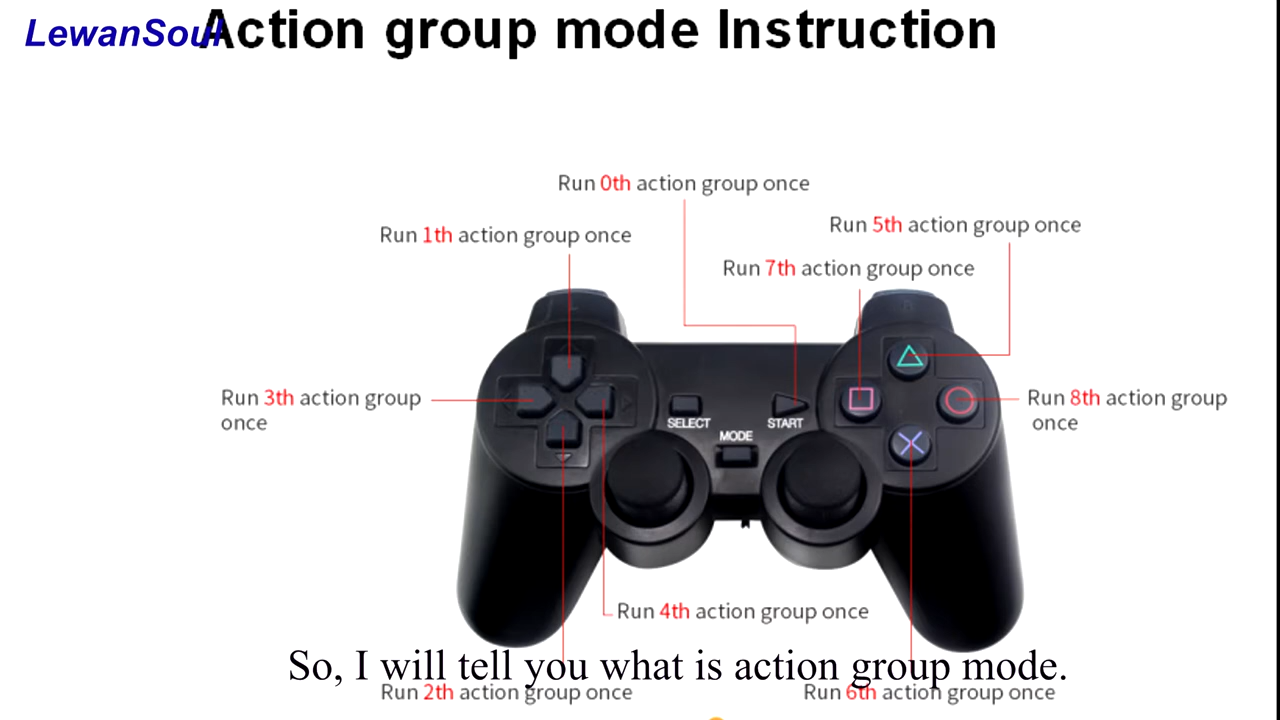 LewanSoul
Action group mode Instruction
Run 0th action group once
Run 5th action group once
Run 1th action group once
Run 7th action group once
Run 3th action group
once
Run 8th action group
once
SELECT
START
MODE
Run 4th action group once
So, I will tell you what is action group mode.
Run 2th action group once
Run 6th action group once